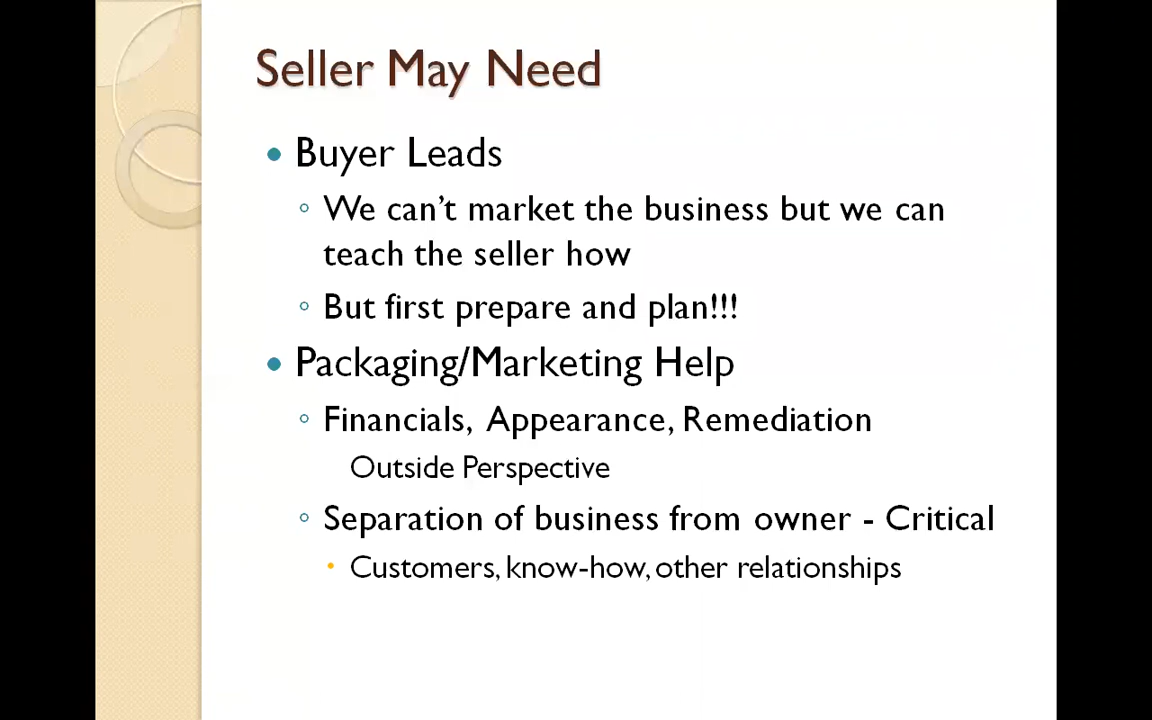 Seller May Need
Buyer Leads
We can't market the business but we can
teach the seller how
But first prepare and plan!!!
Packaging/Marketing Help
Financials, Appearance, Remediation
Outside Perspective
Separation of business from owner - Critical
Customers, know-how, other relationships